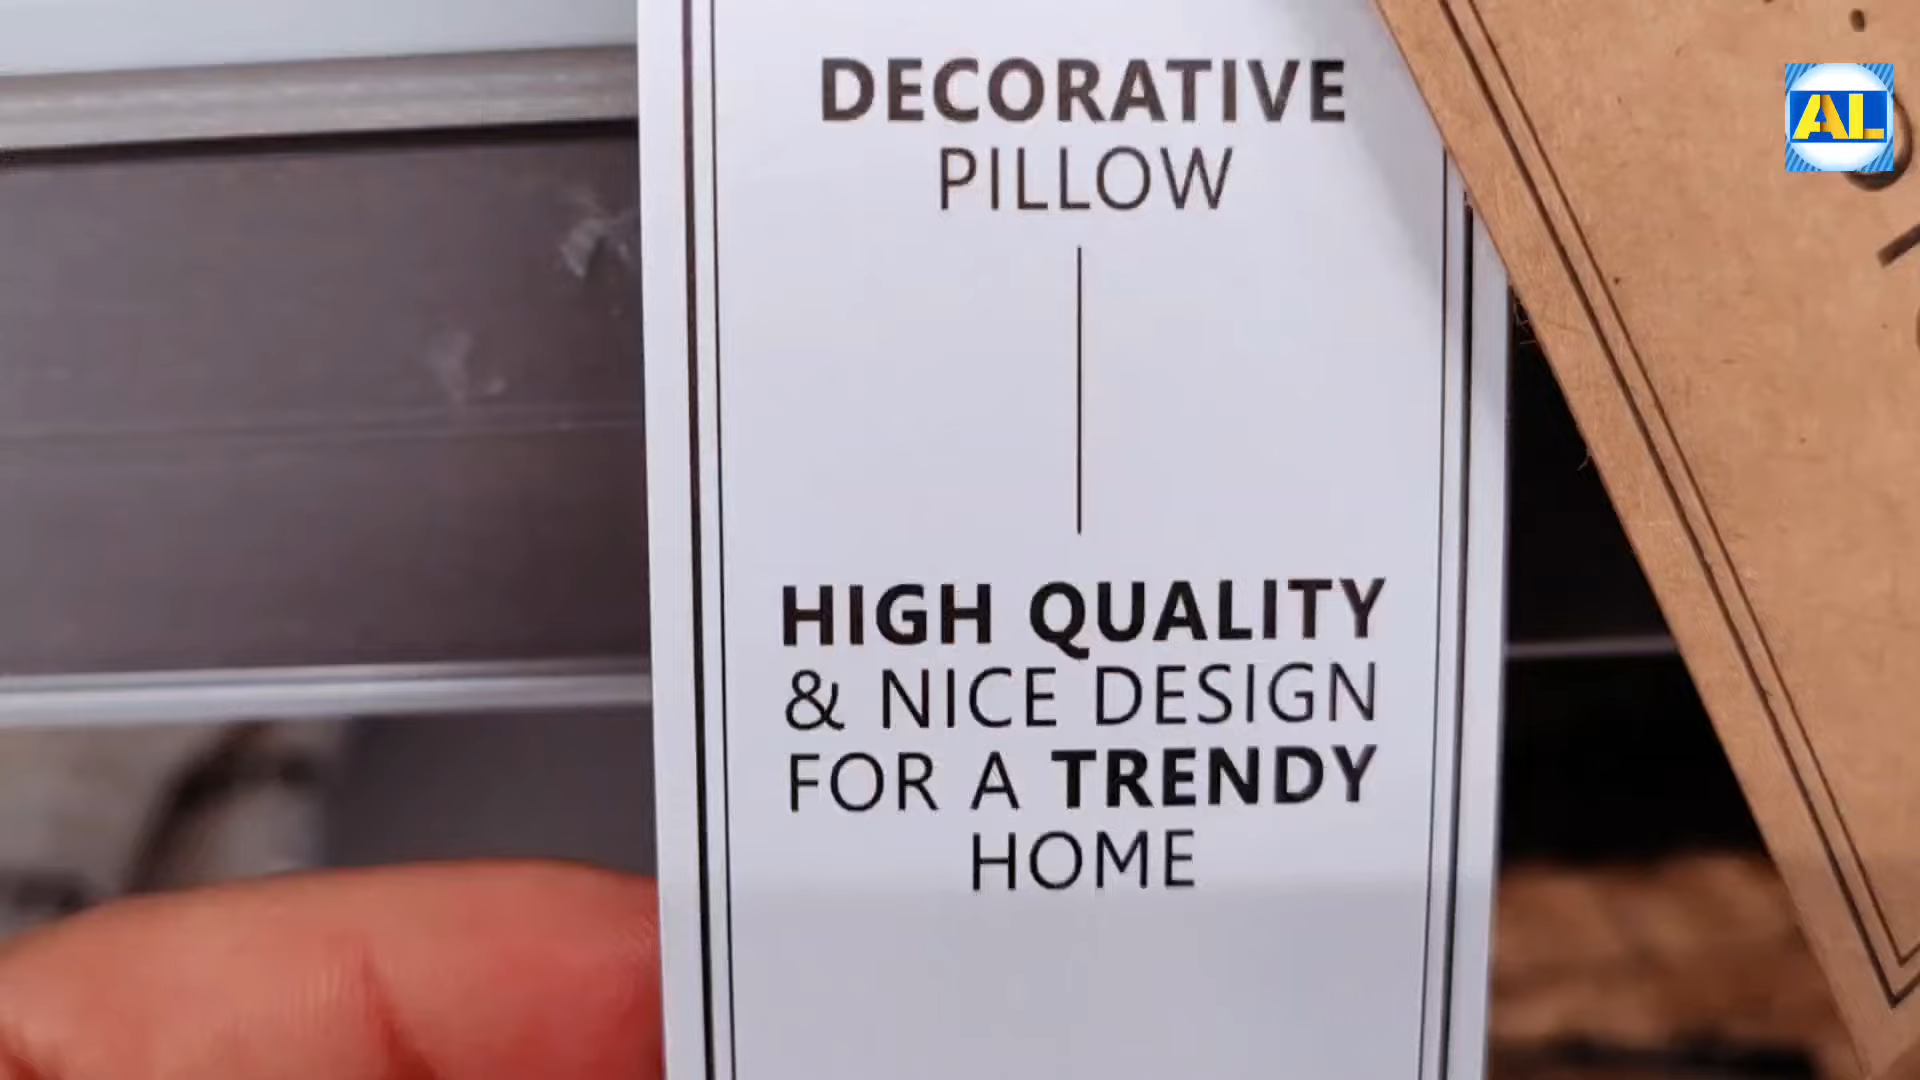 DECORATIVE
PILLOW
HIGH QUALITY
& NICE DESIGN
FOR A TRENDY
HOME
AL